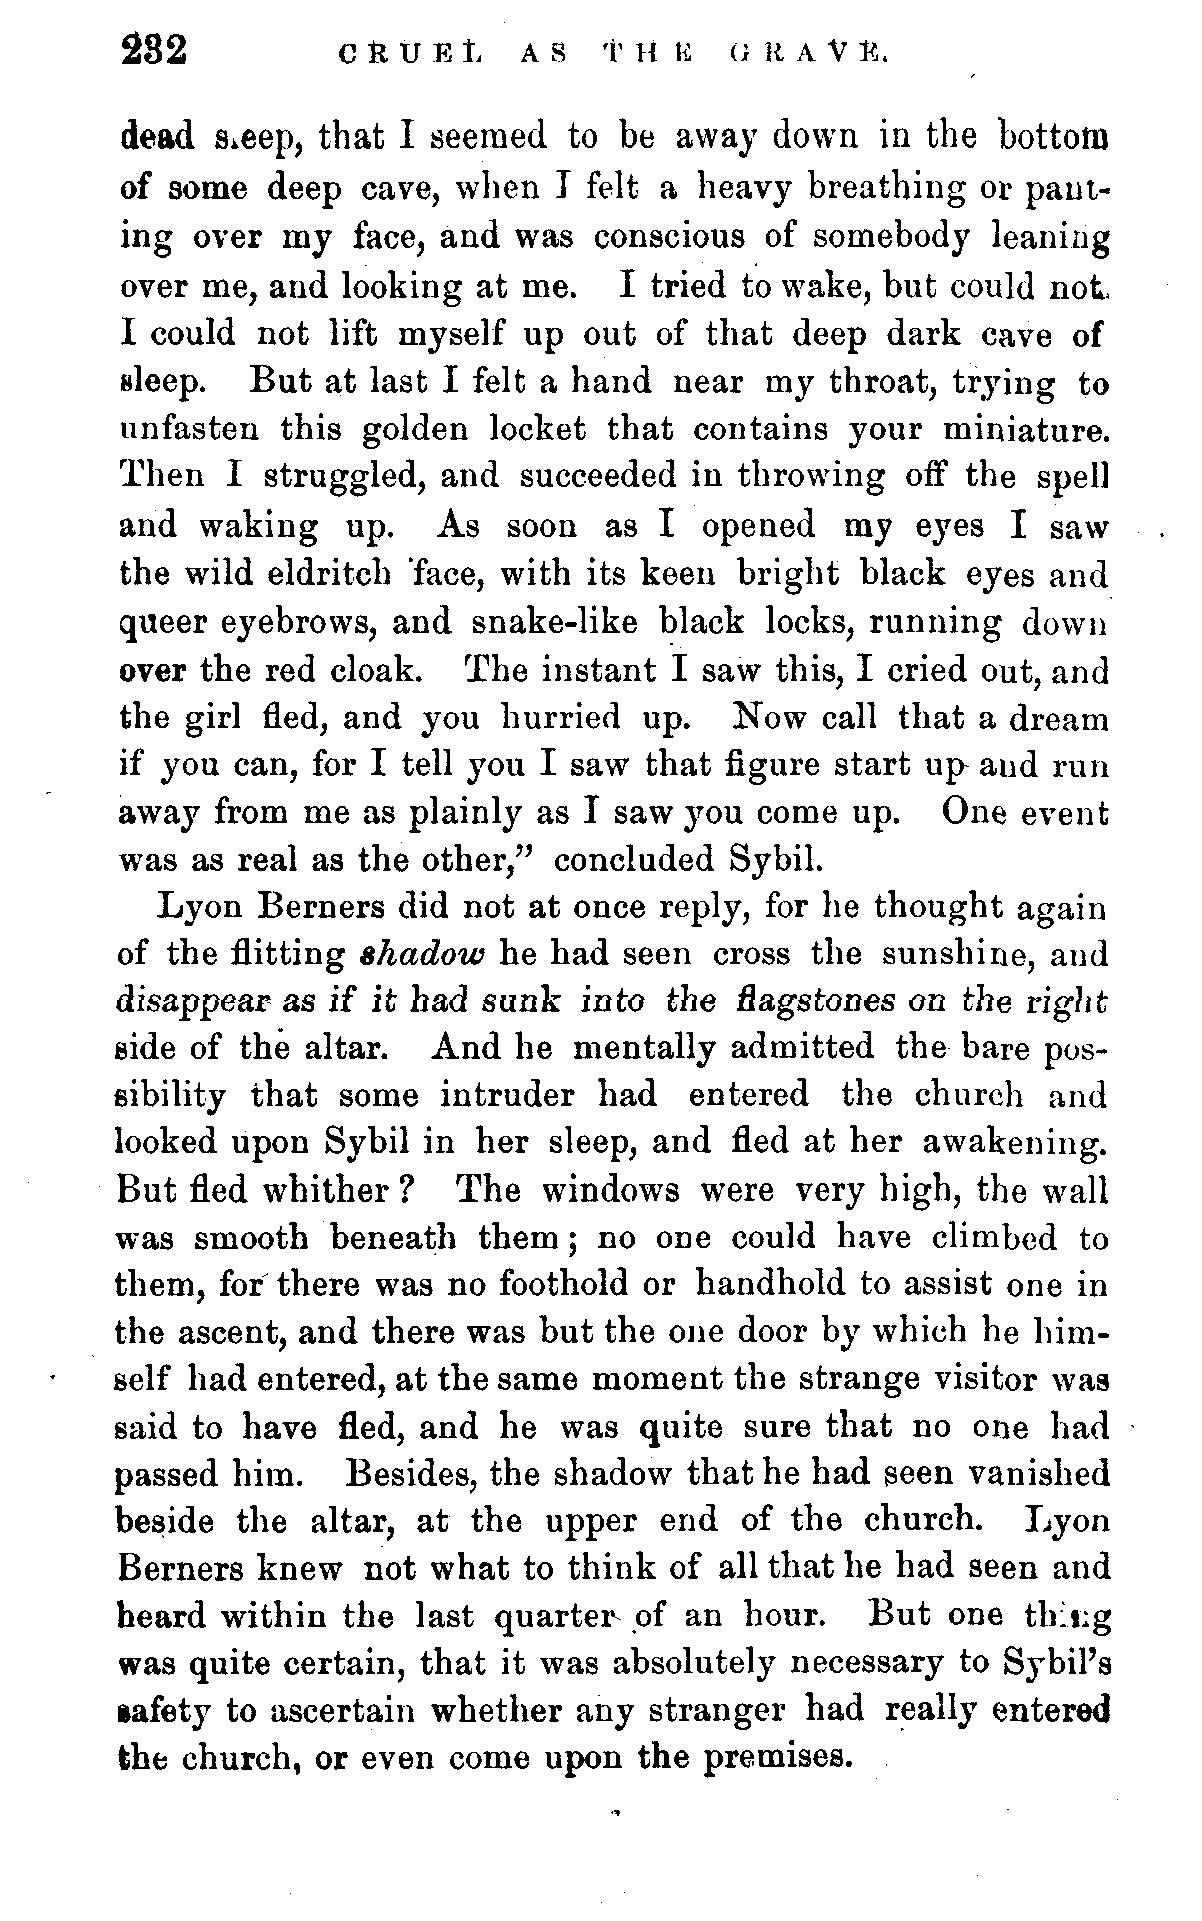 232 CRUEL AS THE GRAVE.
dead sleep, that I seemed to be away down in the bottom
of some deep cave, when I felt a heavy breathing or pant-
ing over my face, and was conscious of somebody leaning
over me, and looking at me. I tried to wake, but could not.
I could not lift myself up out of that deep dark cave of
sleep. But at last I felt a hand near my throat, trying to
unfasten this golden locket that contains your miniature.
Then I struggled, and succeeded in throwing off the spell
and waking up. As soon as I opened my eyes I saw
the wild eldritch face, with its keen bright black eyes and
queer eyebrows, and snake-like black locks, running down
over the red cloak. The instant I saw this, I cried out, and
the girl fled, and you hurried up. Now call that a dream
if you can, for I tell you I saw that figure start up and run
away from me as plainly as I saw you come up. One event
was as real as the other,” concluded Sybil.
Lyon Berners did not at once reply, for he thought again
of the flitting shadow he had seen cross the sunshine, and
disappear as if it had sunk into the flagstones on the right
side of the altar. And he mentally admitted the bare pos-
sibility that some intruder had entered the church and
looked upon Sybil in her sleep, and fled at her awakening.
But fled whither? The windows were very high, the wall
was smooth beneath them; no one could have climbed to
them, for there was no foothold or handhold to assist one in
the ascent, and there was but the one door by which he him-
self had entered, at the same moment the strange visitor was
said to have fled, and he was quite sure that no one had
passed him. Besides, the shadow that he had seen vanished
beside the altar, at the upper end of the church. Lyon
Berners knew not what to think of all that he had seen and
heard within the last quarter of an hour. But one thing
was quite certain, that it was absolutely necessary to Sybil’s
safety to ascertain whether any stranger had really entered
the church, or even come upon the premises.